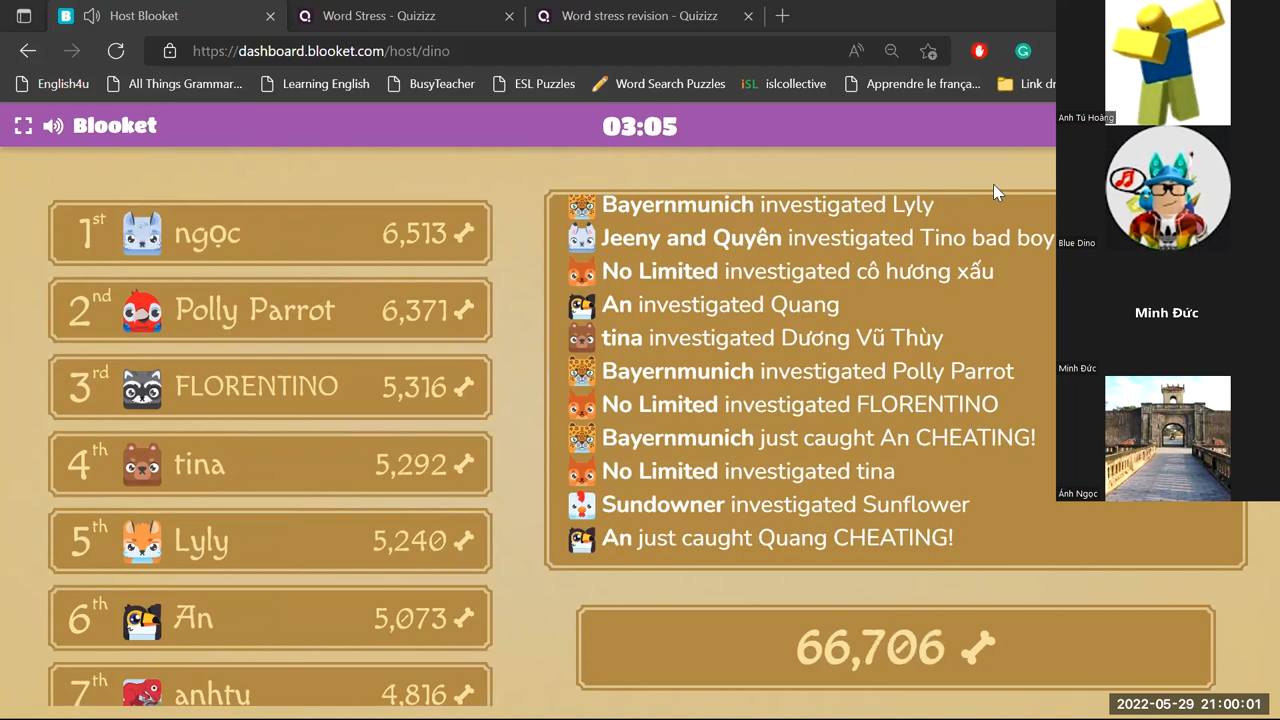 Host Blooket
Word Stress - Quizizz
Word stress revision - Quizizz
https://dashboard.blooket.com/host/dino
English4u
All Things Grammar...
Learning English
BusyTeacher
ESL Puzzles
Word Search Puzzles
iSL islcollective
Apprendre le frança...
Link dr
Blooket
03:05
1st ngọc 6,513
2nd Polly Parrot 6,371
3rd FLORENTINO 5,316
4th tina 5,292
5th Lyly 5,240
6th An 5,073
7th anhtu 4,816
Bayernmunich investigated Lyly
Jeeny and Quyên investigated Tino bad boy
No Limited investigated cô hương xấu
An investigated Quang
tina investigated Dương Vũ Thùy
Bayernmunich investigated Polly Parrot
No Limited investigated FLORENTINO
Bayernmunich just caught An CHEATING!
No Limited investigated tina
Sundowner investigated Sunflower
An just caught Quang CHEATING!
66,706
Anh Tú Hoàng
Blue Dino
Minh Đức
Minh Đức
Ánh Ngọc
2022-05-29 21:00:01